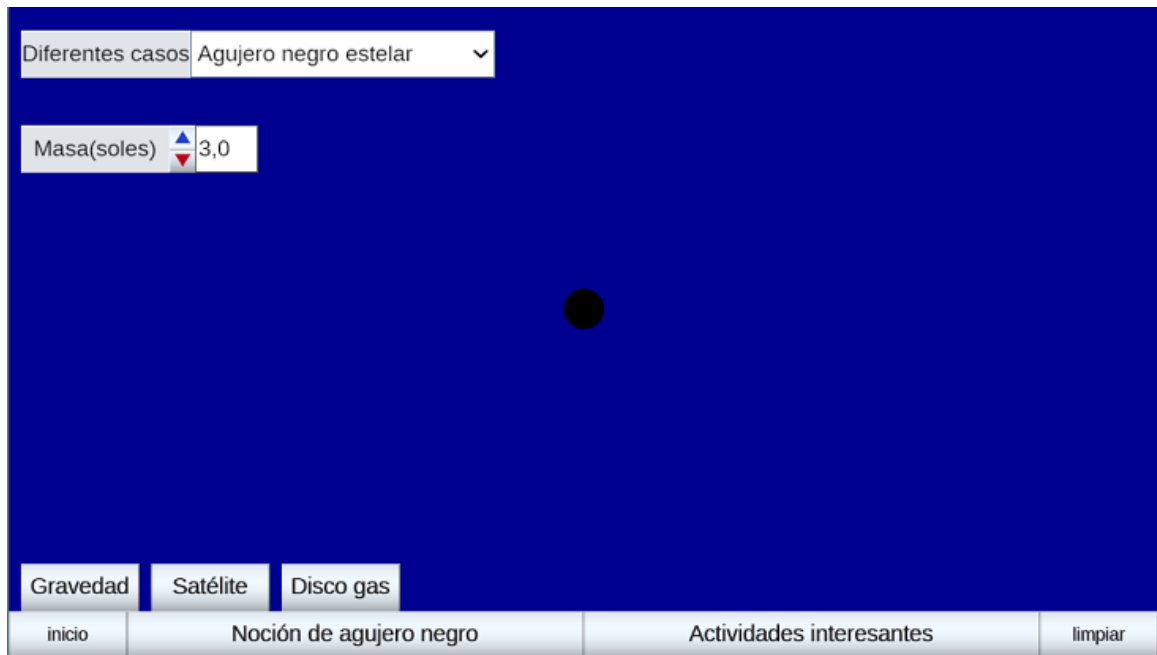 Diferentes casos Agujero negro estelar
Masa(soles) 3,0
Gravedad Satélite Disco gas
inicio Noción de agujero negro Actividades interesantes limpiar